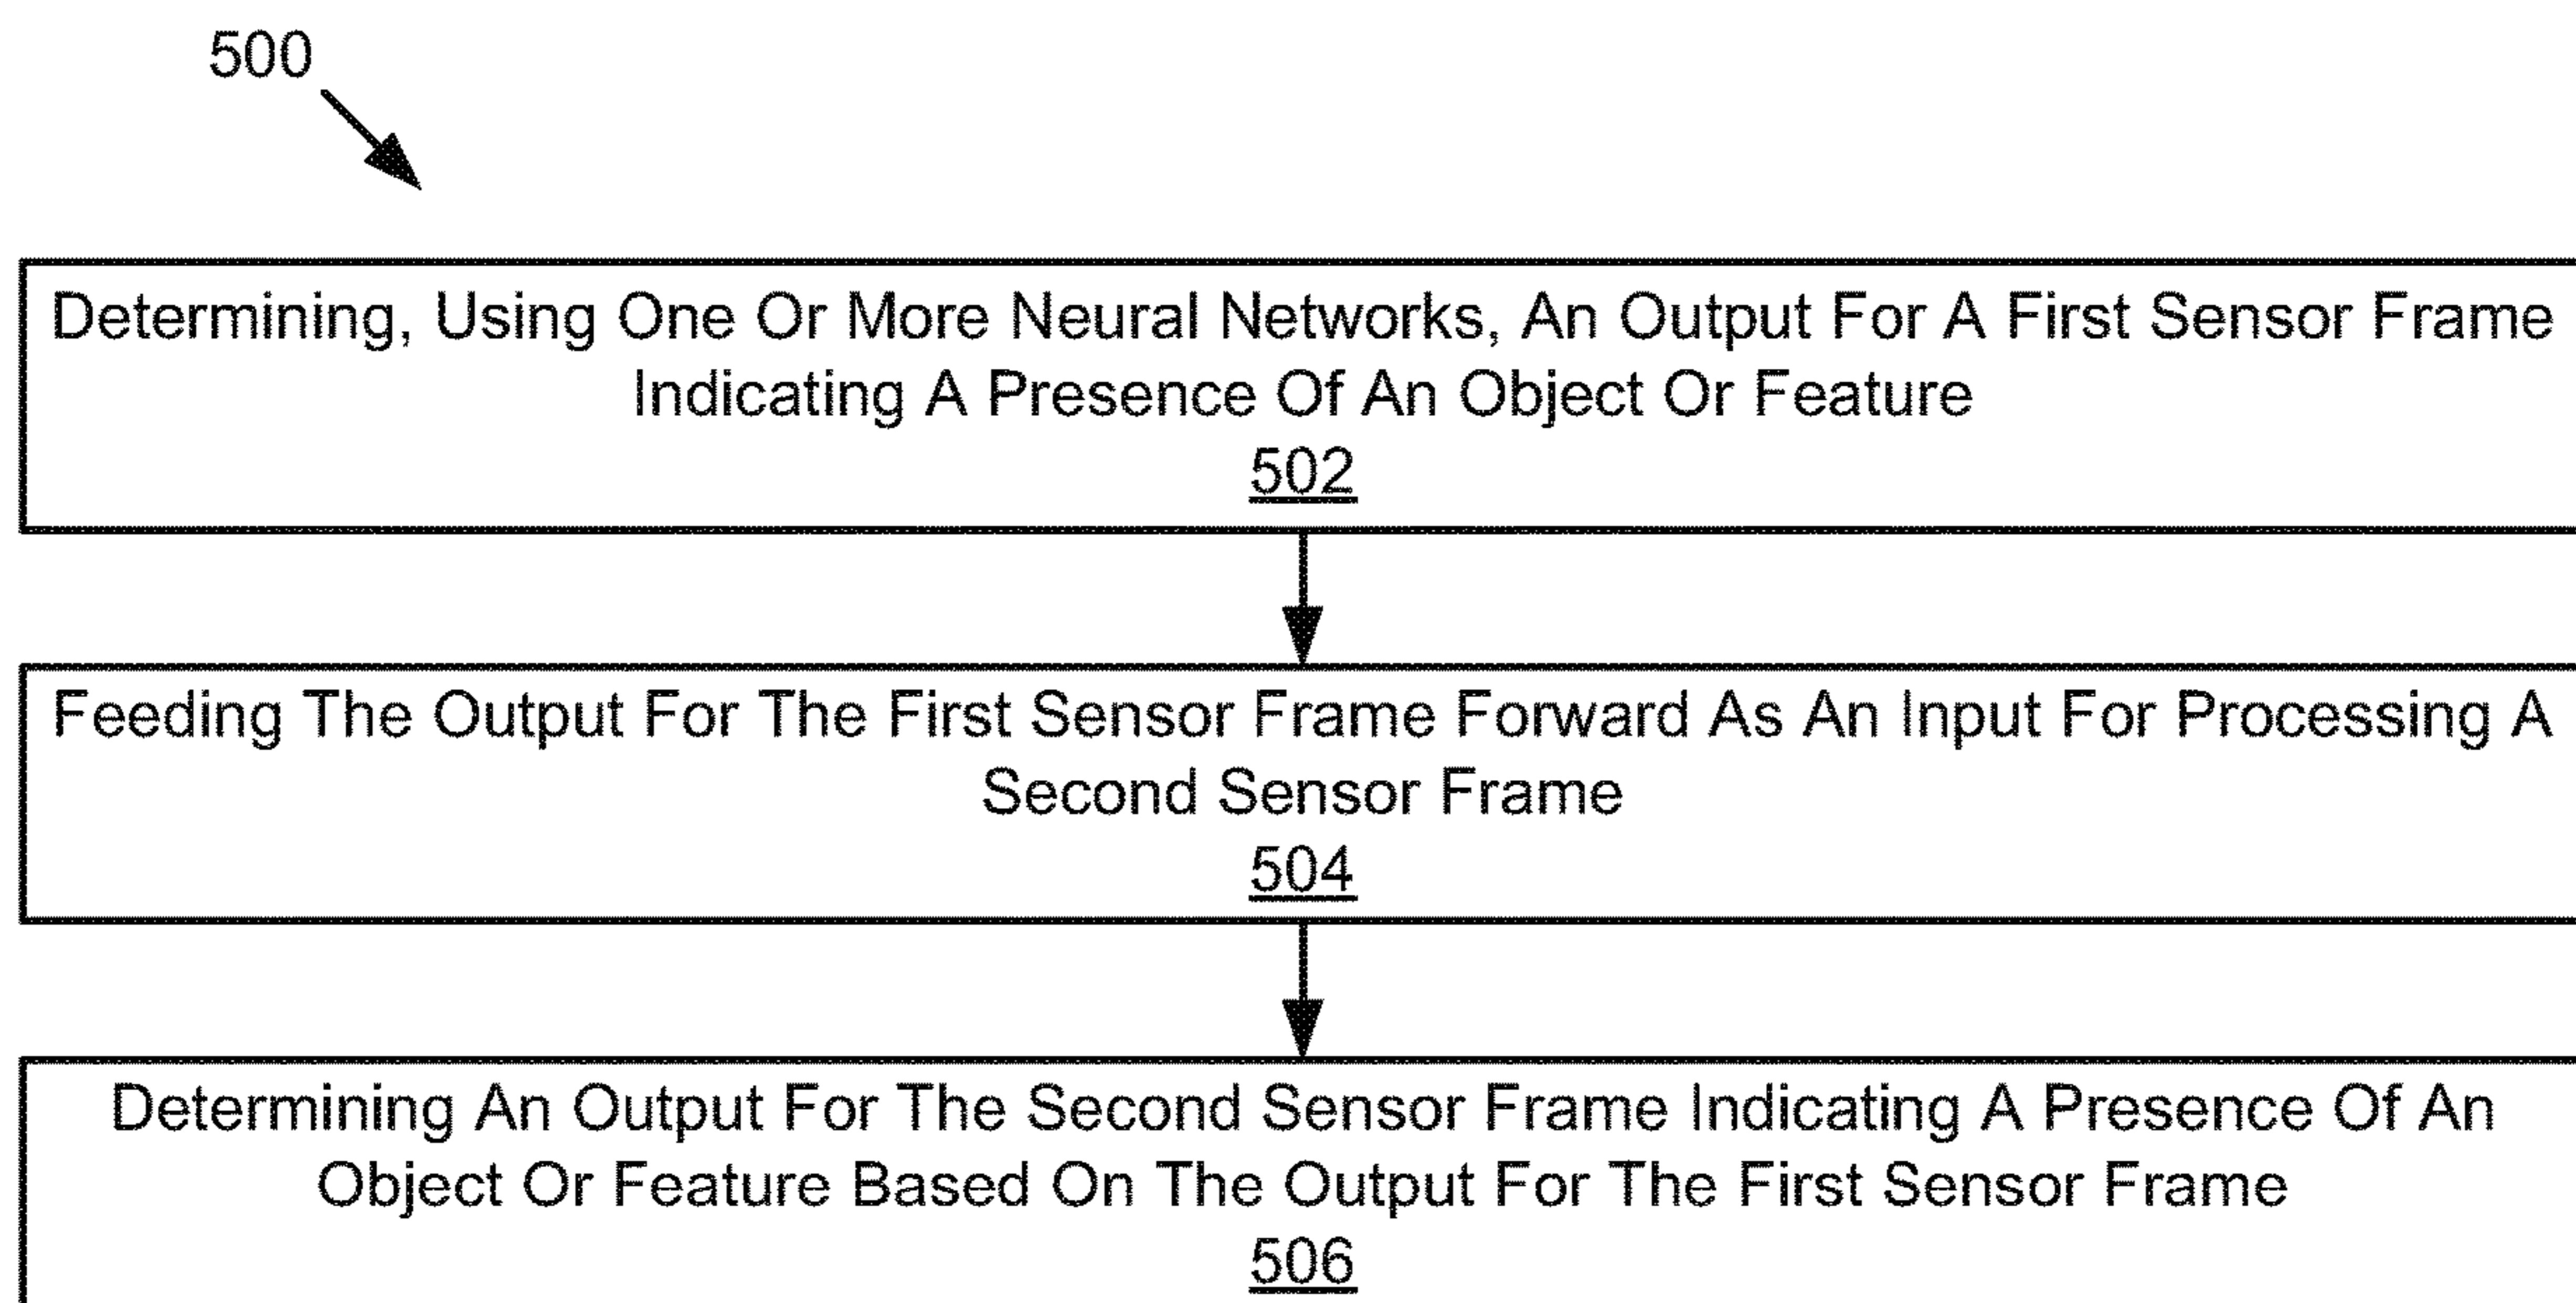 500
Determining, Using One Or More Neural Networks, An Output For A First Sensor Frame
Indicating A Presence Of An Object Or Feature
502
Feeding The Output For The First Sensor Frame Forward As An Input For Processing A
Second Sensor Frame
504
Determining An Output For The Second Sensor Frame Indicating A Presence Of An
Object Or Feature Based On The Output For The First Sensor Frame
506